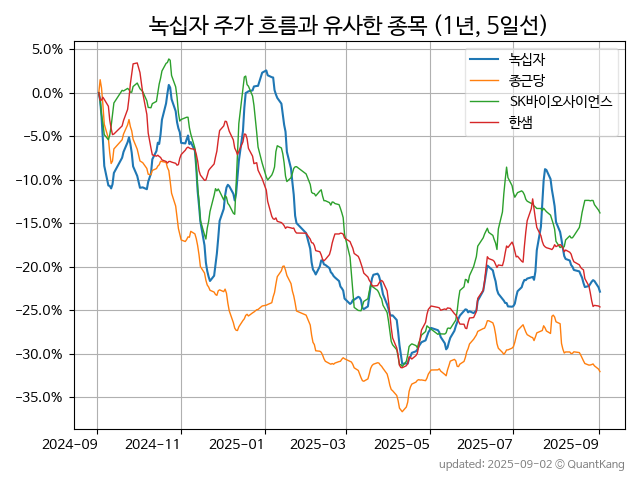 녹십자 주가 흐름과 유사한 종목 (1년, 5일선)
5.0%
0.0%
-5.0%
-10.0%
-15.0%
-20.0%
-25.0%
-30.0%
-35.0%
녹십자
종근당
SK바이오사이언스
한샘
2024-09 2024-11 2025-01 2025-03 2025-05 2025-07 2025-09
updated: 2025-09-02 © QuantKang